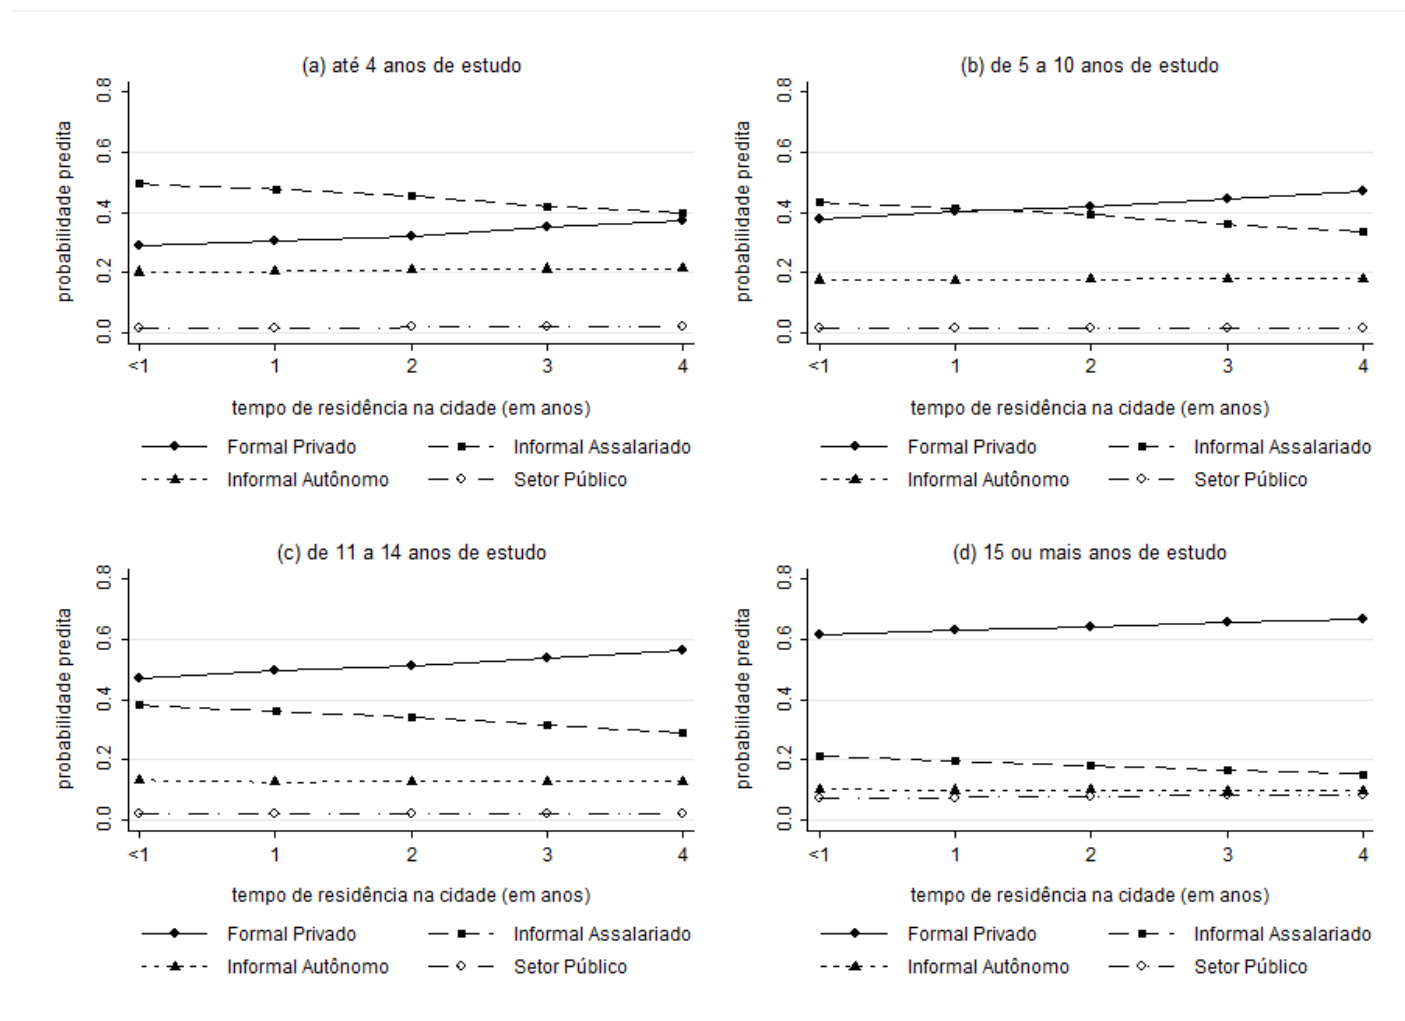 (a) até 4 anos de estudo
probabilidade predita
0.8
0.6
0.4
0.2
0.0
<1 1 2 3 4
tempo de residência na cidade (em anos)
Formal Privado Informal Assalariado
Informal Autônomo Setor Público
(b) de 5 a 10 anos de estudo
probabilidade predita
0.8
0.6
0.4
0.2
0.0
<1 1 2 3 4
tempo de residência na cidade (em anos)
Formal Privado Informal Assalariado
Informal Autônomo Setor Público
(c) de 11 a 14 anos de estudo
probabilidade predita
0.8
0.6
0.4
0.2
0.0
<1 1 2 3 4
tempo de residência na cidade (em anos)
Formal Privado Informal Assalariado
Informal Autônomo Setor Público
(d) 15 ou mais anos de estudo
probabilidade predita
0.8
0.6
0.4
0.2
0.0
<1 1 2 3 4
tempo de residência na cidade (em anos)
Formal Privado Informal Assalariado
Informal Autônomo Setor Público